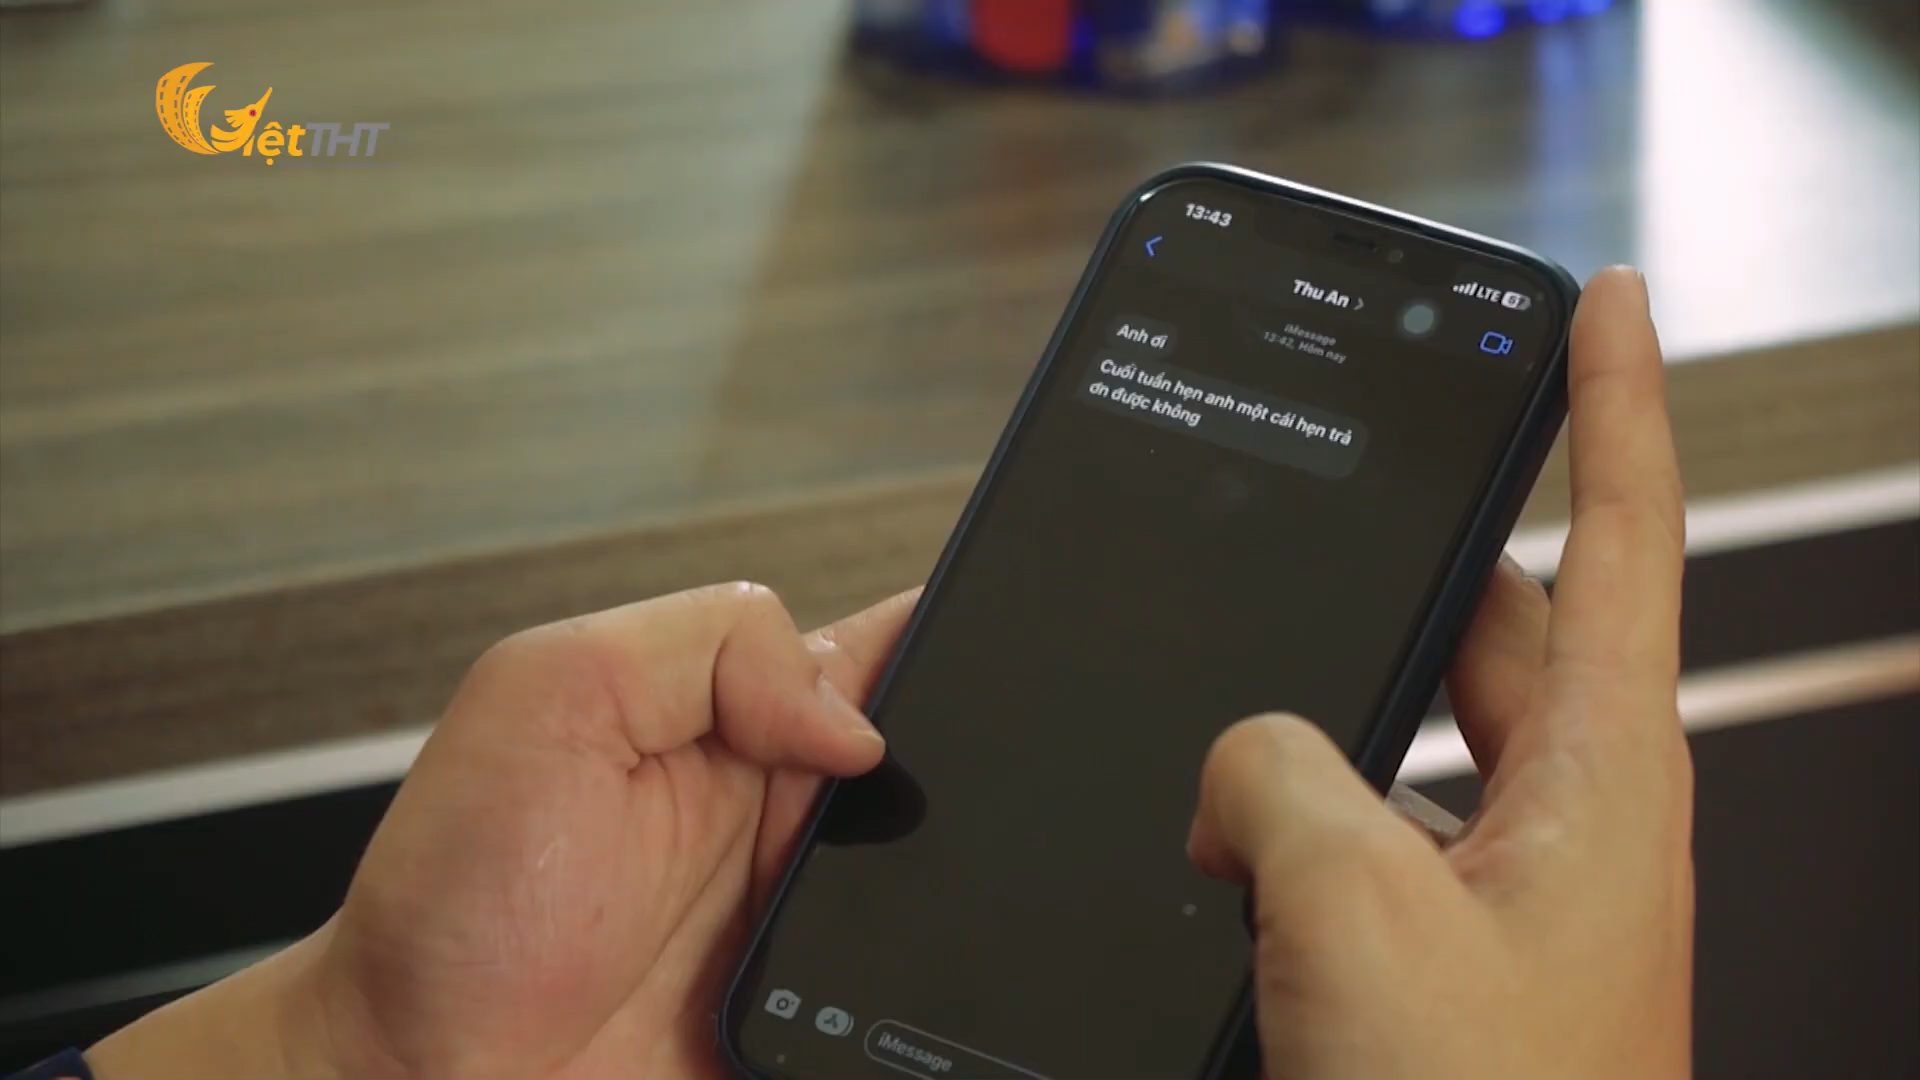 ViệtTHT
13:43
LTE 67
Thu An
iMessage
13:42, Hôm nay
Anh ơi
Cuối tuần hẹn anh một cái hẹn trả
ơn được không
iMessage